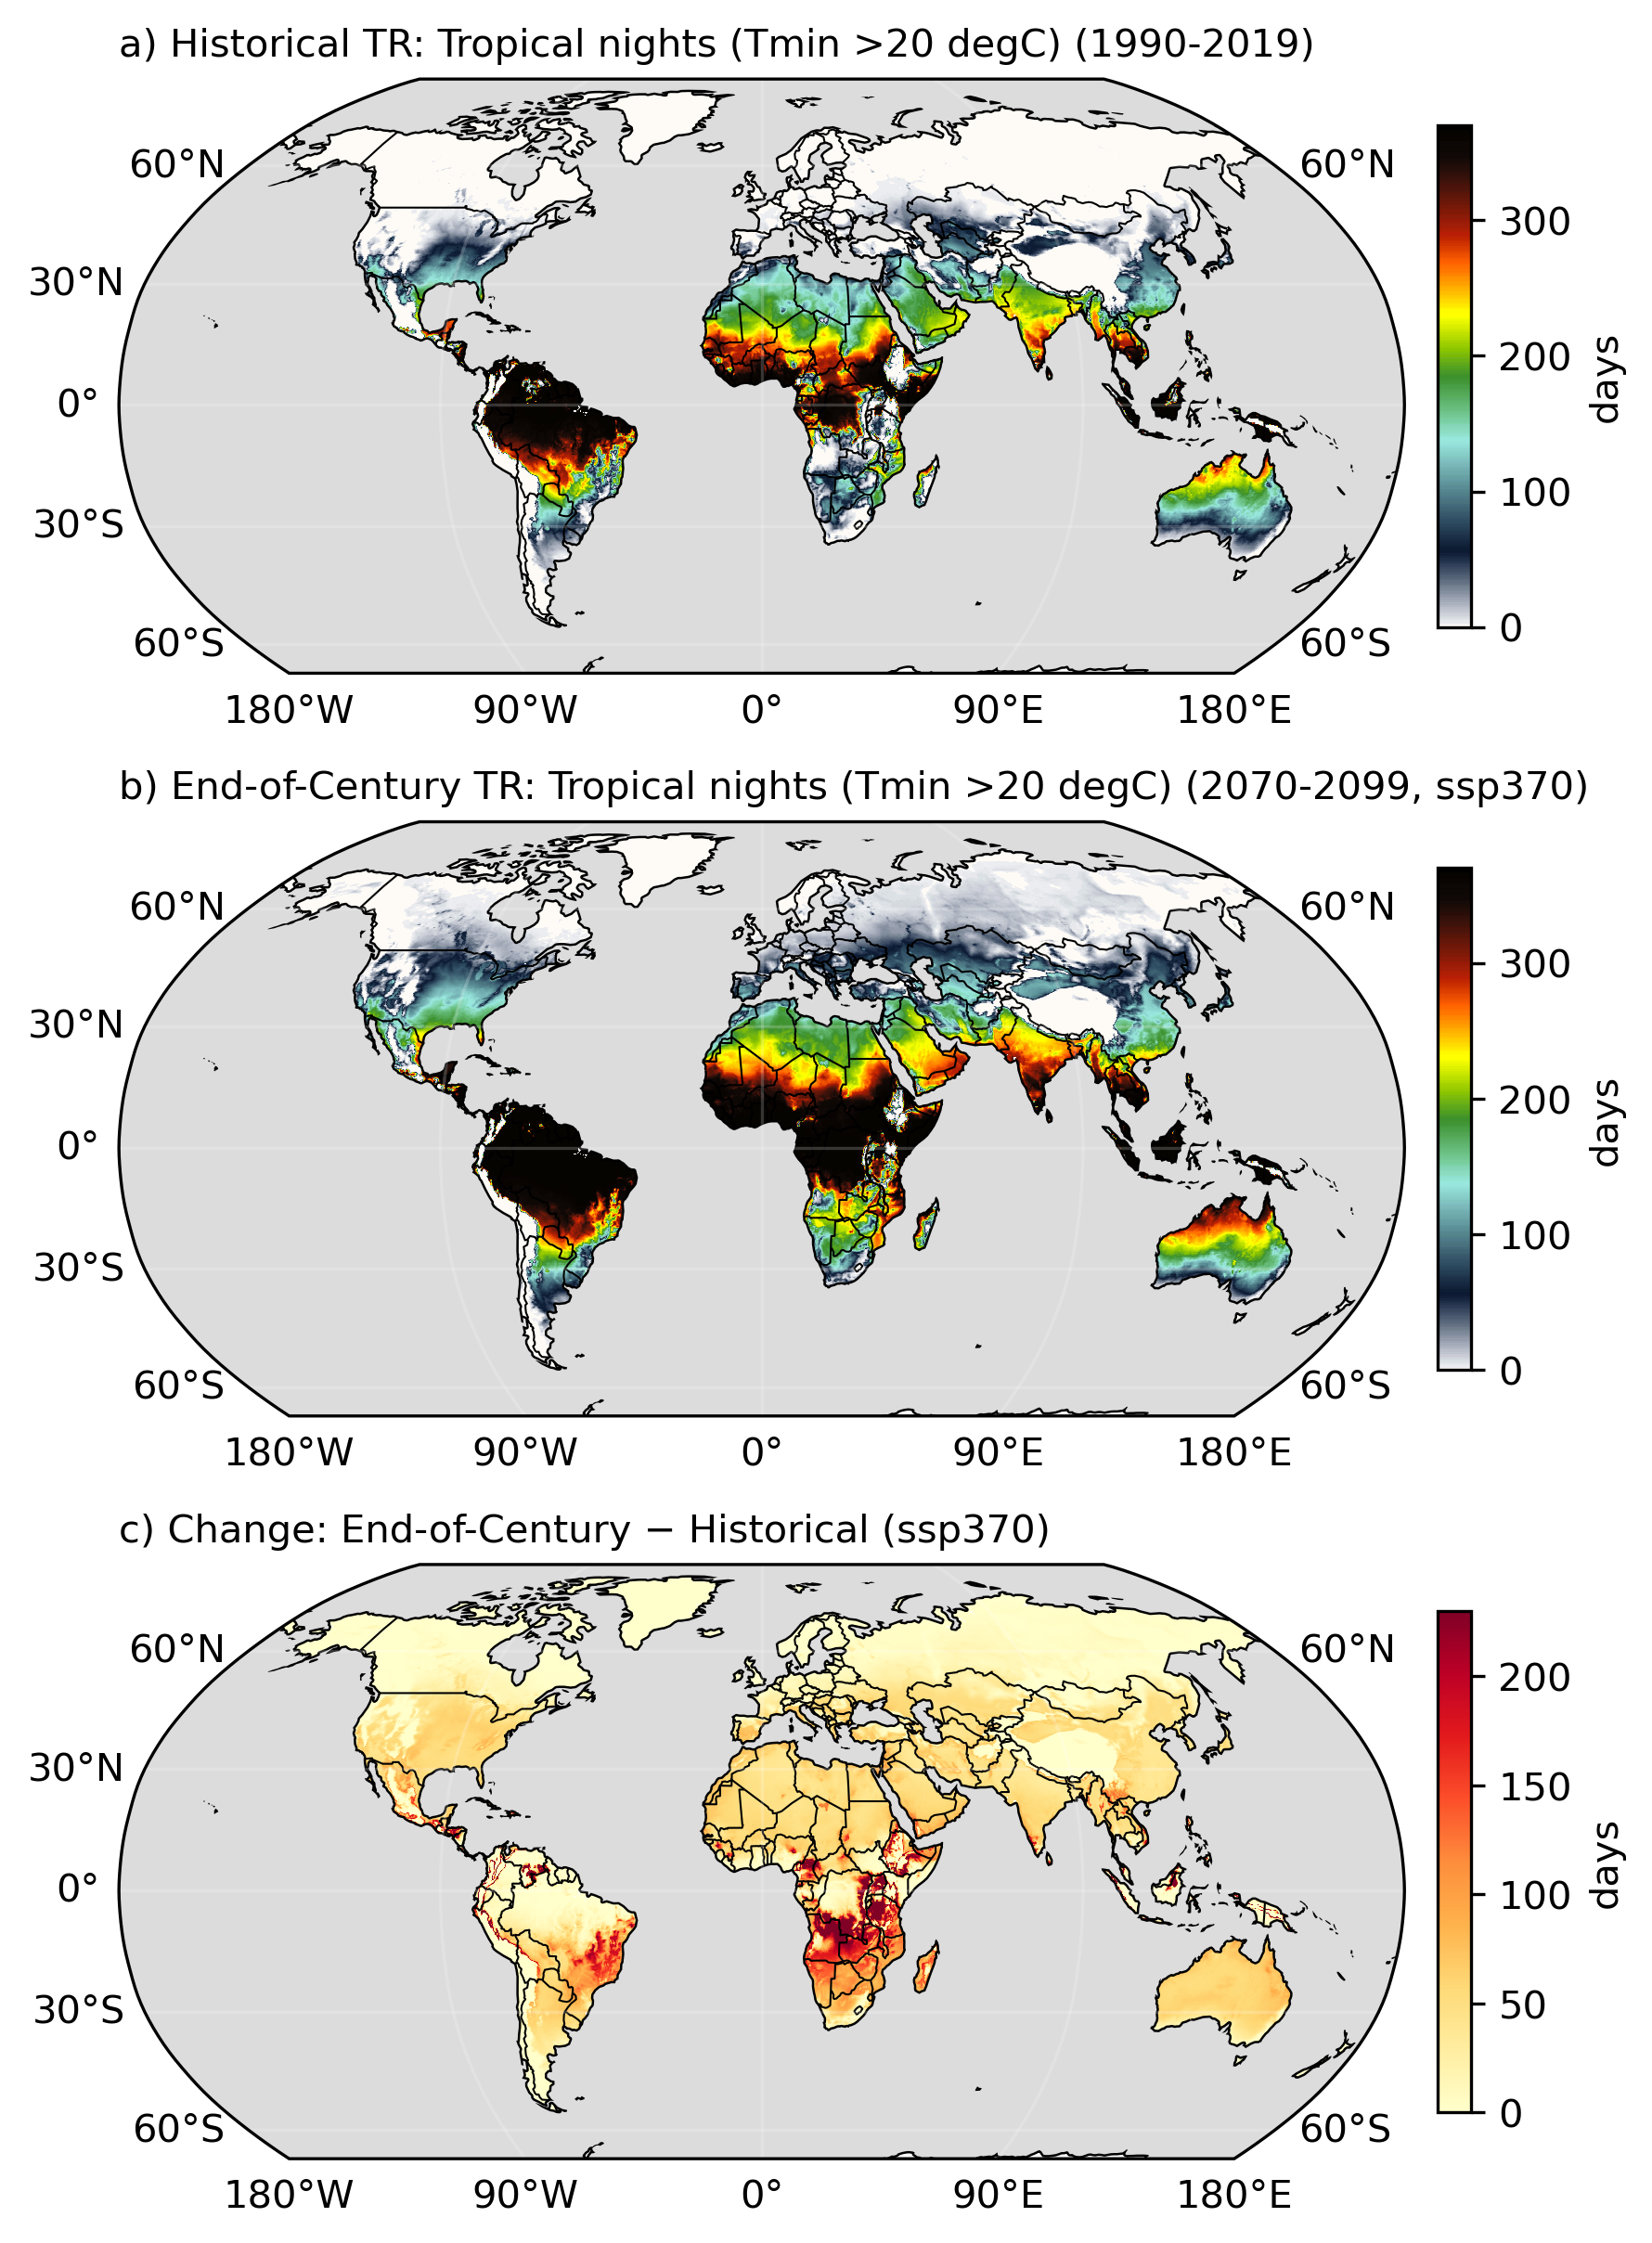 a) Historical TR: Tropical nights (Tmin >20 degC) (1990-2019)
60°N 60°N
300
30°N
200
days
0°
100
30°S
0
60°S 60°S
180°W 90°W 0° 90°E 180°E
b) End-of-Century TR: Tropical nights (Tmin >20 degC) (2070-2099, ssp370)
60°N 60°N
300
30°N
200
days
0°
100
30°S
0
60°S 60°S
180°W 90°W 0° 90°E 180°E
c) Change: End-of-Century − Historical (ssp370)
60°N 60°N
200
30°N
150
days
0°
100
50
30°S
0
60°S 60°S
180°W 90°W 0° 90°E 180°E